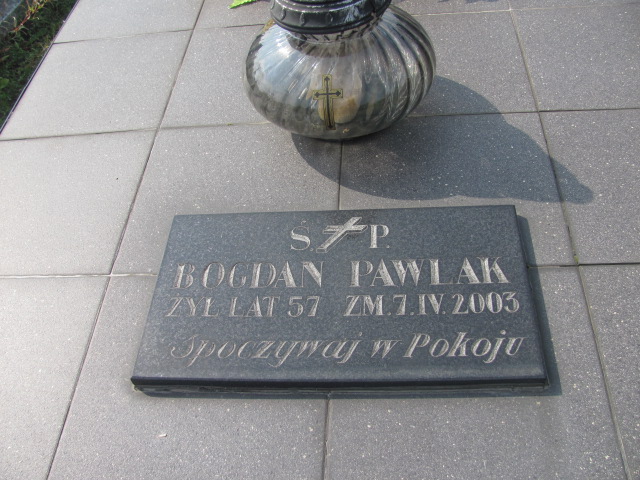 S. P.
BOGDAN PAWLAK
ŻYŁ LAT 57 ZM. 7. IV. 2003
Spoczywaj w Pokoju